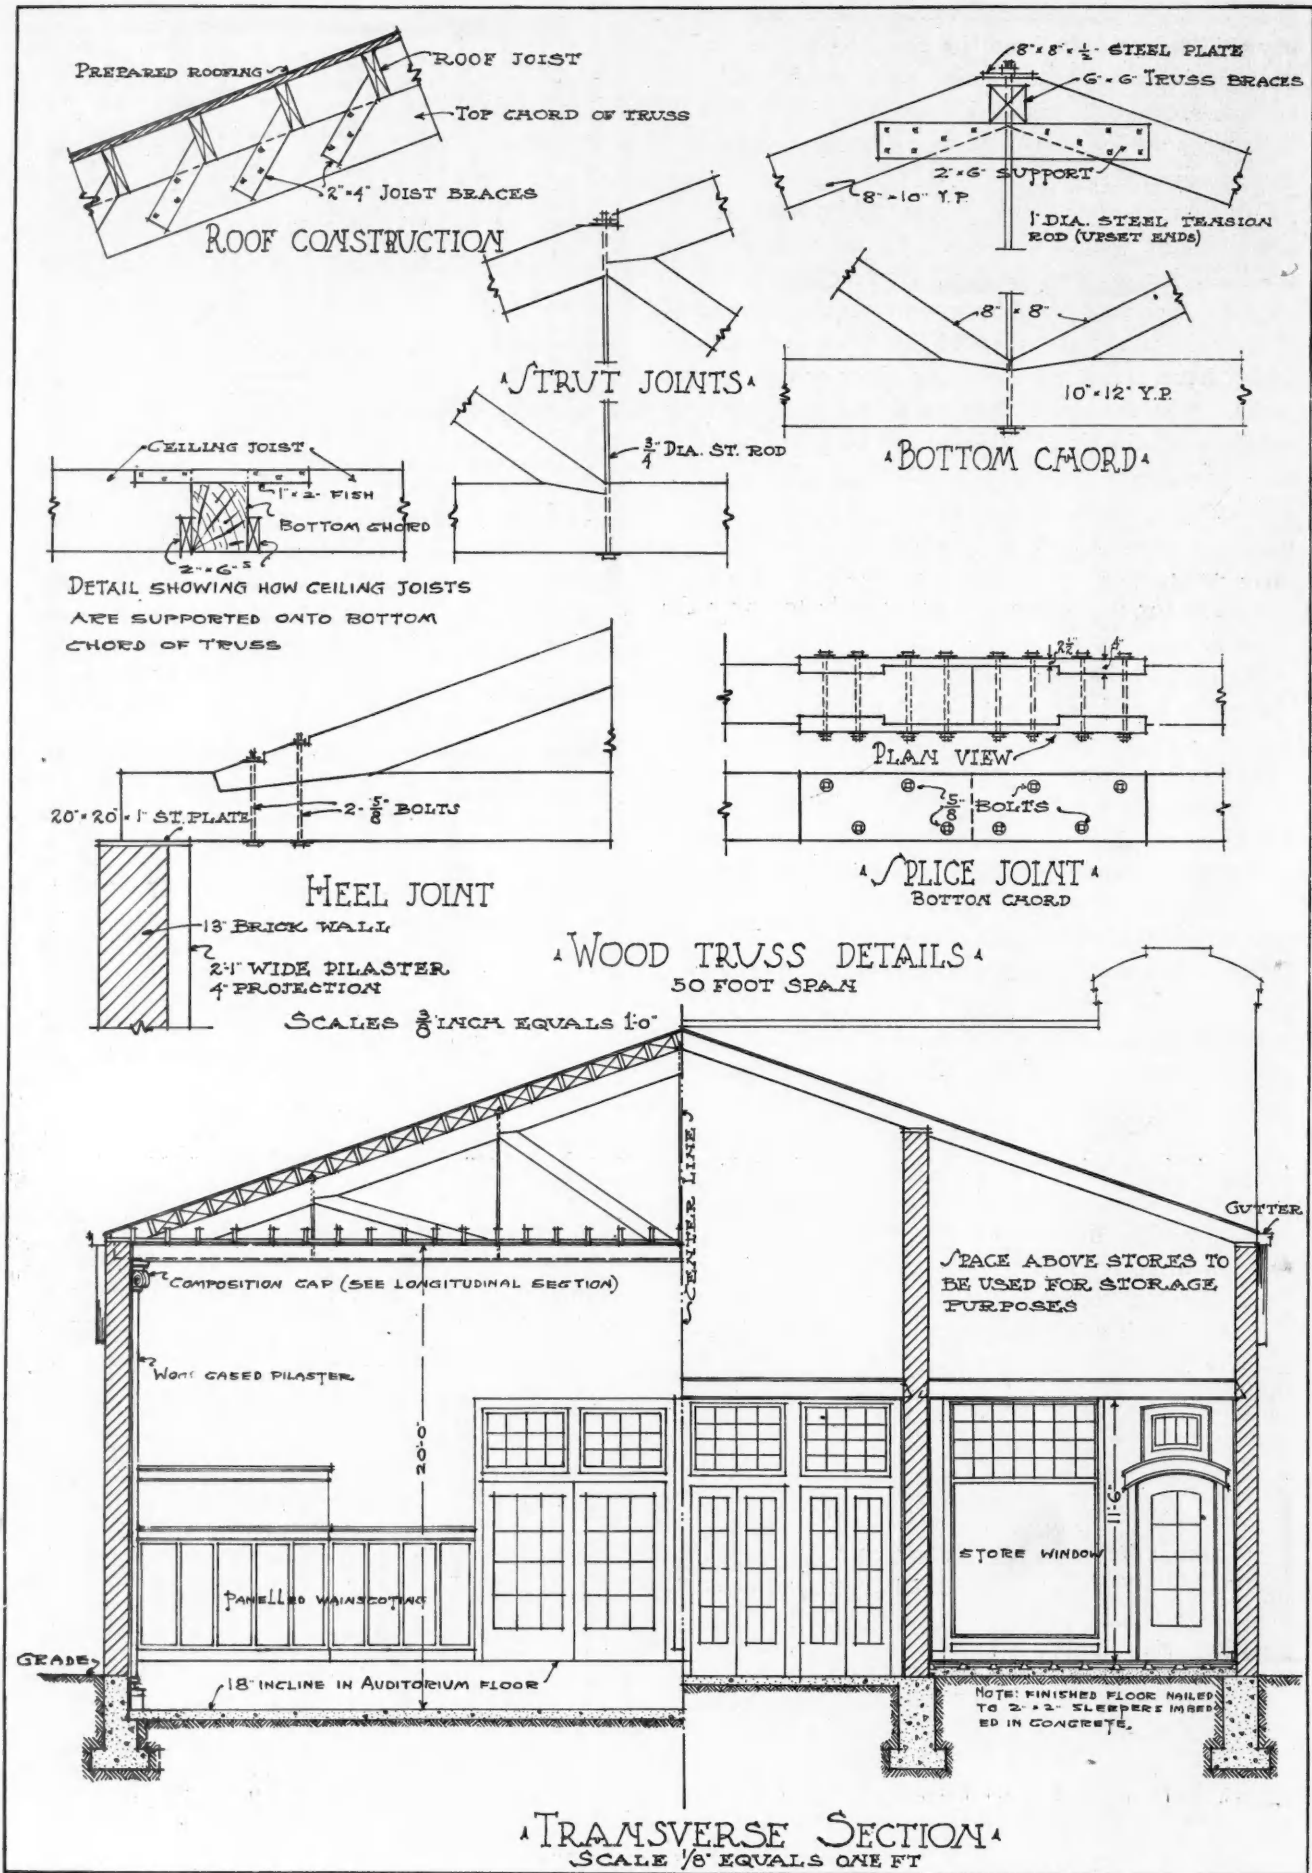 PREPARED ROOFING
ROOF JOIST
TOP CHORD OF TRUSS
2"×4" JOIST BRACES
ROOF CONSTRUCTION
8"×8"×½" STEEL PLATE
6"×6" TRUSS BRACES
2"×6" SUPPORT
8"×10" Y.P.
1" DIA. STEEL TENSION
ROD (UPSET ENDS)
STRUT JOINTS
¾" DIA. ST. ROD
8" × 8"
10"×12" Y.P.
BOTTOM CHORD
CEILING JOIST
1"×2" FISH
BOTTOM CHORD
2"×6"S
DETAIL SHOWING HOW CEILING JOISTS
ARE SUPPORTED ONTO BOTTOM
CHORD OF TRUSS
20"×20"×1" ST. PLATE
2-⅝" BOLTS
HEEL JOINT
13" BRICK WALL
2'-1" WIDE PILASTER
4" PROJECTION
2½"
4"
PLAN VIEW
⅝" BOLTS
SPLICE JOINT
BOTTON CHORD
WOOD TRUSS DETAILS
50 FOOT SPAN
SCALES ⅜ INCH EQUALS 1'-0"
CENTER LINE
GUTTER
COMPOSITION CAP (SEE LONGITUDINAL SECTION)
SPACE ABOVE STORES TO
BE USED FOR STORAGE
PURPOSES
CASED PILASTER
20'-0"
11'-6"
STORE WINDOW
PANELLED WAINSCOTING
GRADE
18" INCLINE IN AUDITORIUM FLOOR
NOTE: FINISHED FLOOR NAILED
TO 2"×2" SLEEPERS IMBED
ED IN CONCRETE.
TRANSVERSE SECTION
SCALE 1/8" EQUALS ONE FT